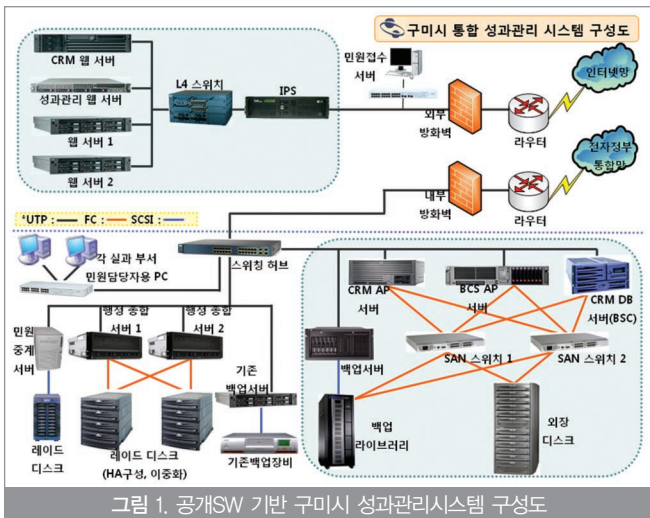 구미시 통합 성과관리 시스템 구성도
CRM 웹 서버
성과관리 웹 서버
웹 서버 1
웹 서버 2
L4 스위치
IPS
민원접수
서버
외부
방화벽
라우터
인터넷망
전자정부
통합망
내부
방화벽
라우터
*UTP : FC : SCSI :
각 실과 부서
민원담당자용 PC
스위칭 허브
민원
중계
서버
행성 종합
서버 1
행성 종합
서버 2
기존
백업서버
레이드
디스크
레이드 디스크
(HA구성, 이중화)
기존백업장비
CRM AP
서버
BCS AP
서버
CRM DB
서버(BSC)
백업서버
SAN 스위치 1
SAN 스위치 2
백업
라이브러리
외장
디스크
그림 1. 공개SW 기반 구미시 성과관리시스템 구성도